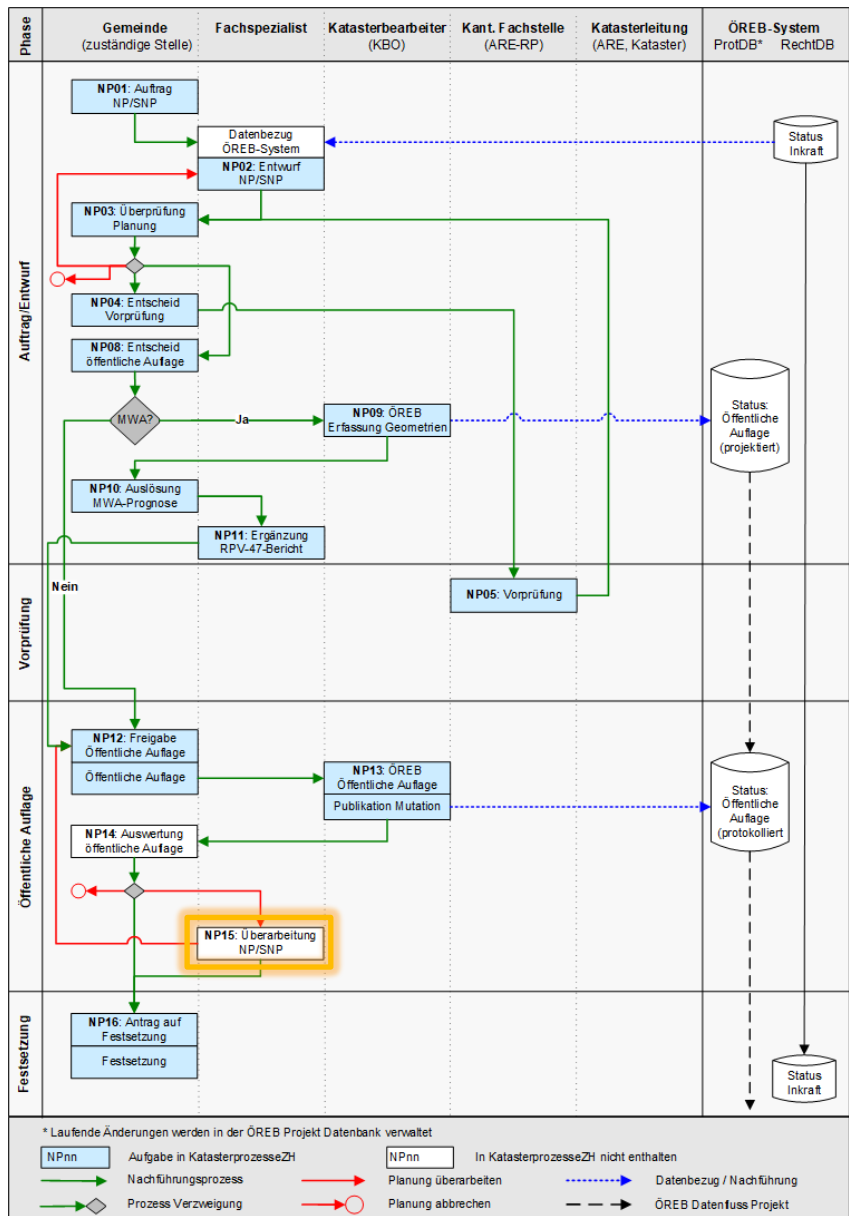 Phase
Gemeinde
(zuständige Stelle)
Fachspezialist
Katasterbearbeiter
(KBO)
Kant. Fachstelle
(ARE-RP)
Katasterleitung
(ARE, Kataster)
ÖREB-System
ProtDB* RechtDB
Auftrag/Entwurf
NP01: Auftrag
NP/SNP
Datenbezug
ÖREB-System
NP02: Entwurf
NP/SNP
Status
Inkraft
NP03: Überprüfung
Planung
NP04: Entscheid
Vorprüfung
NP08: Entscheid
öffentliche Auflage
MWA?
Ja
NP09: ÖREB
Erfassung Geometrien
Status:
Öffentliche
Auflage
(projektiert)
NP10: Auslösung
MWA-Prognose
NP11: Ergänzung
RPV-47-Bericht
Nein
Vorprüfung
NP05: Vorprüfung
Öffentliche Auflage
NP12: Freigabe
Öffentliche Auflage
Öffentliche Auflage
NP13: ÖREB
Öffentliche Auflage
Publikation Mutation
Status:
Öffentliche
Auflage
(protokolliert
NP14: Auswertung
öffentliche Auflage
NP15: Überarbeitung
NP/SNP
Festsetzung
NP16: Antrag auf
Festsetzung
Festsetzung
Status
Inkraft
* Laufende Änderungen werden in der ÖREB Projekt Datenbank verwaltet
NPnn Aufgabe in KatasterprozesseZH NPnn In KatasterprozesseZH nicht enthalten
Nachführungsprozess Planung überarbeiten Datenbezug / Nachführung
Prozess Verzweigung Planung abbrechen ÖREB Datenfluss Projekt